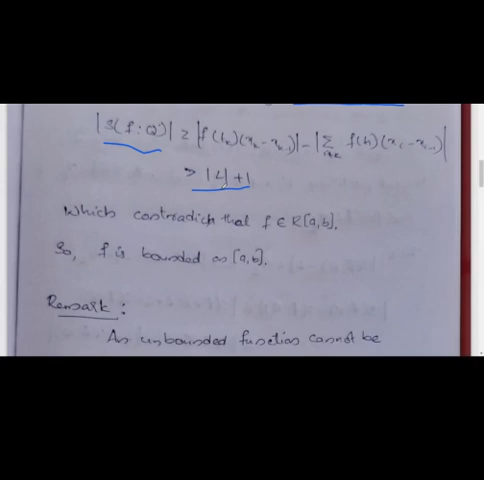 |S(f:Q)| ≥ |f(tₖ)(xₖ-xₖ₋₁)| - |∑ f(tᵢ)(xᵢ-xᵢ₋₁)|
> |L|+1
Which contradicts that f ∈ R[a,b].
So, f is bounded on [a,b].
Remark:
An unbounded function cannot be